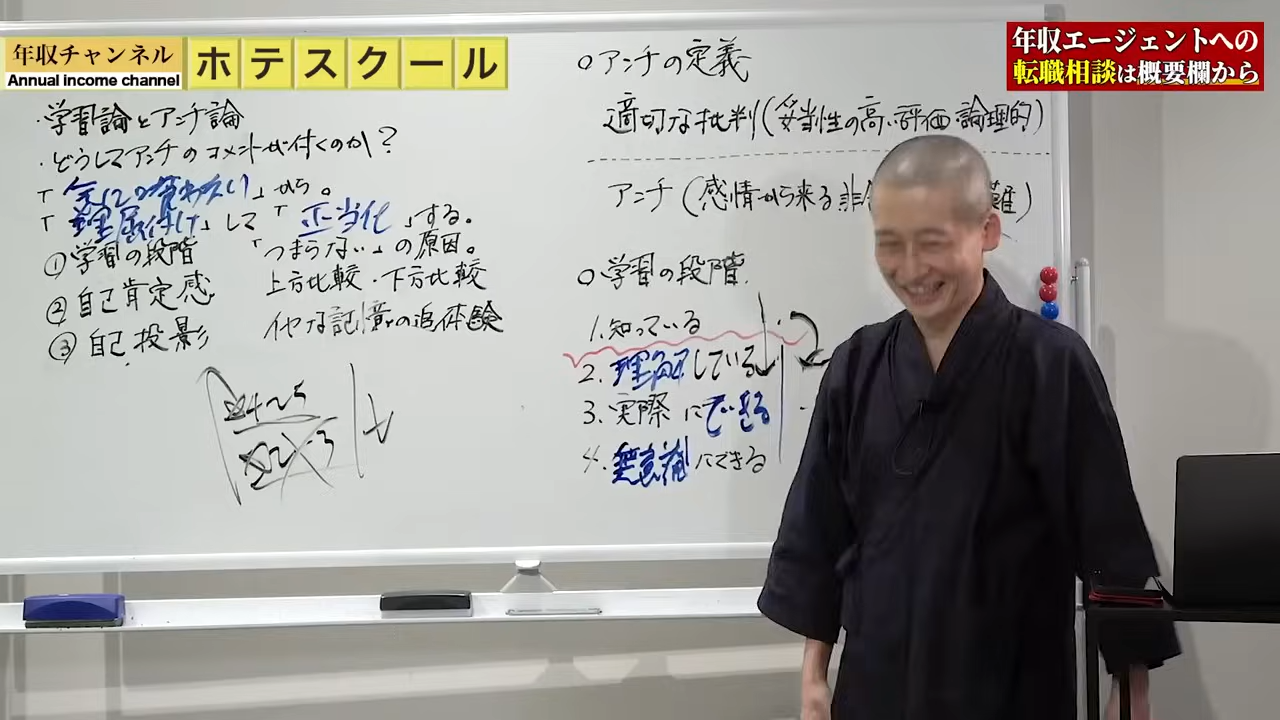 年収チャンネル
Annual income channel
ホテスクール
年収エージェントへの
転職相談は概要欄から
・学習論とアンチ論
・どうしてアンチのコメントが付くのか?
「気にの食わない」から。
「理屈付け」して「正当化」する。
①学習の段階 「つまらない」の原因。
②自己肯定感 上方比較・下方比較
③自己投影 イヤな記憶の追体験
○アンチの定義
適切な批判(妥当性の高い評価 論理的)
アンチ(感情から来る非 難)
○学習の段階
1.知っている
2.理解している
3.実際にできる
4.無意識にできる